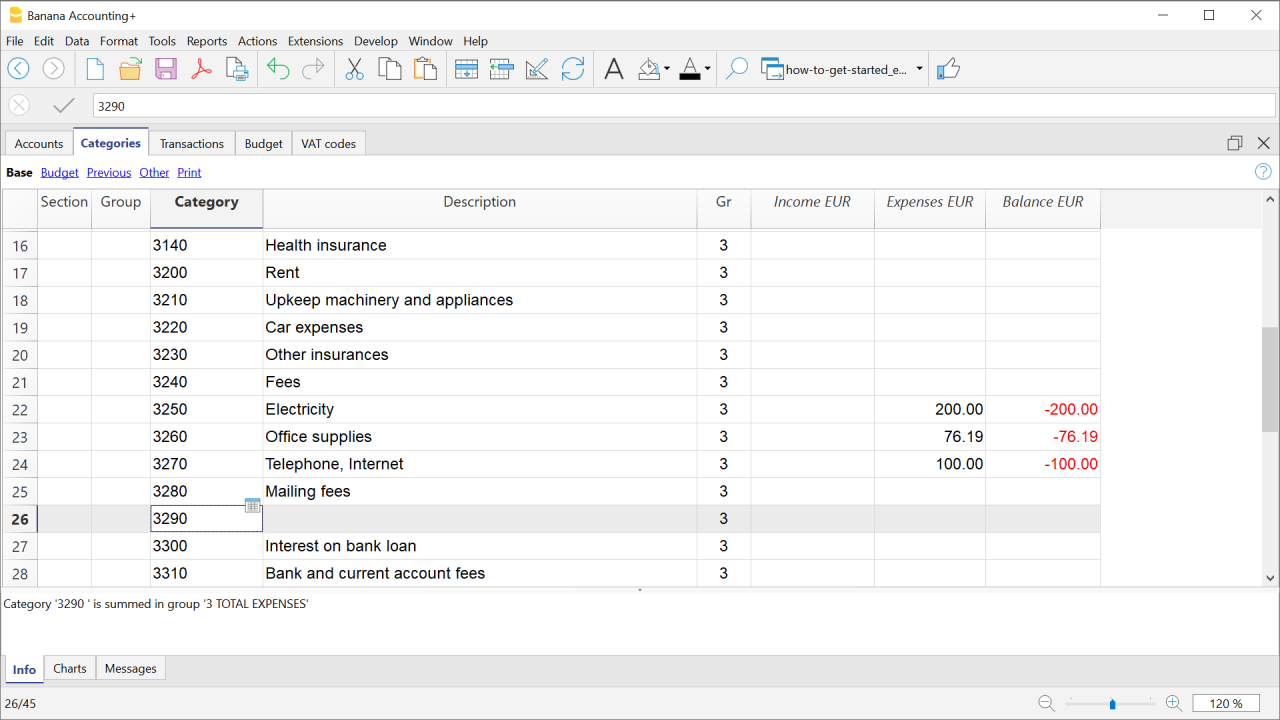 Banana Accounting+
File Edit Data Format Tools Reports Actions Extensions Develop Window Help
A A how-to-get-started_e...
3290
Accounts Categories Transactions Budget VAT codes
Base Budget Previous Other Print ?
Section Group Category Description Gr Income EUR Expenses EUR Balance EUR
16 3140 Health insurance 3
17 3200 Rent 3
18 3210 Upkeep machinery and appliances 3
19 3220 Car expenses 3
20 3230 Other insurances 3
21 3240 Fees 3
22 3250 Electricity 3 200.00 -200.00
23 3260 Office supplies 3 76.19 -76.19
24 3270 Telephone, Internet 3 100.00 -100.00
25 3280 Mailing fees 3
26 3290 3
27 3300 Interest on bank loan 3
28 3310 Bank and current account fees 3
Category '3290 ' is summed in group '3 TOTAL EXPENSES'
Info Charts Messages
26/45 120 %